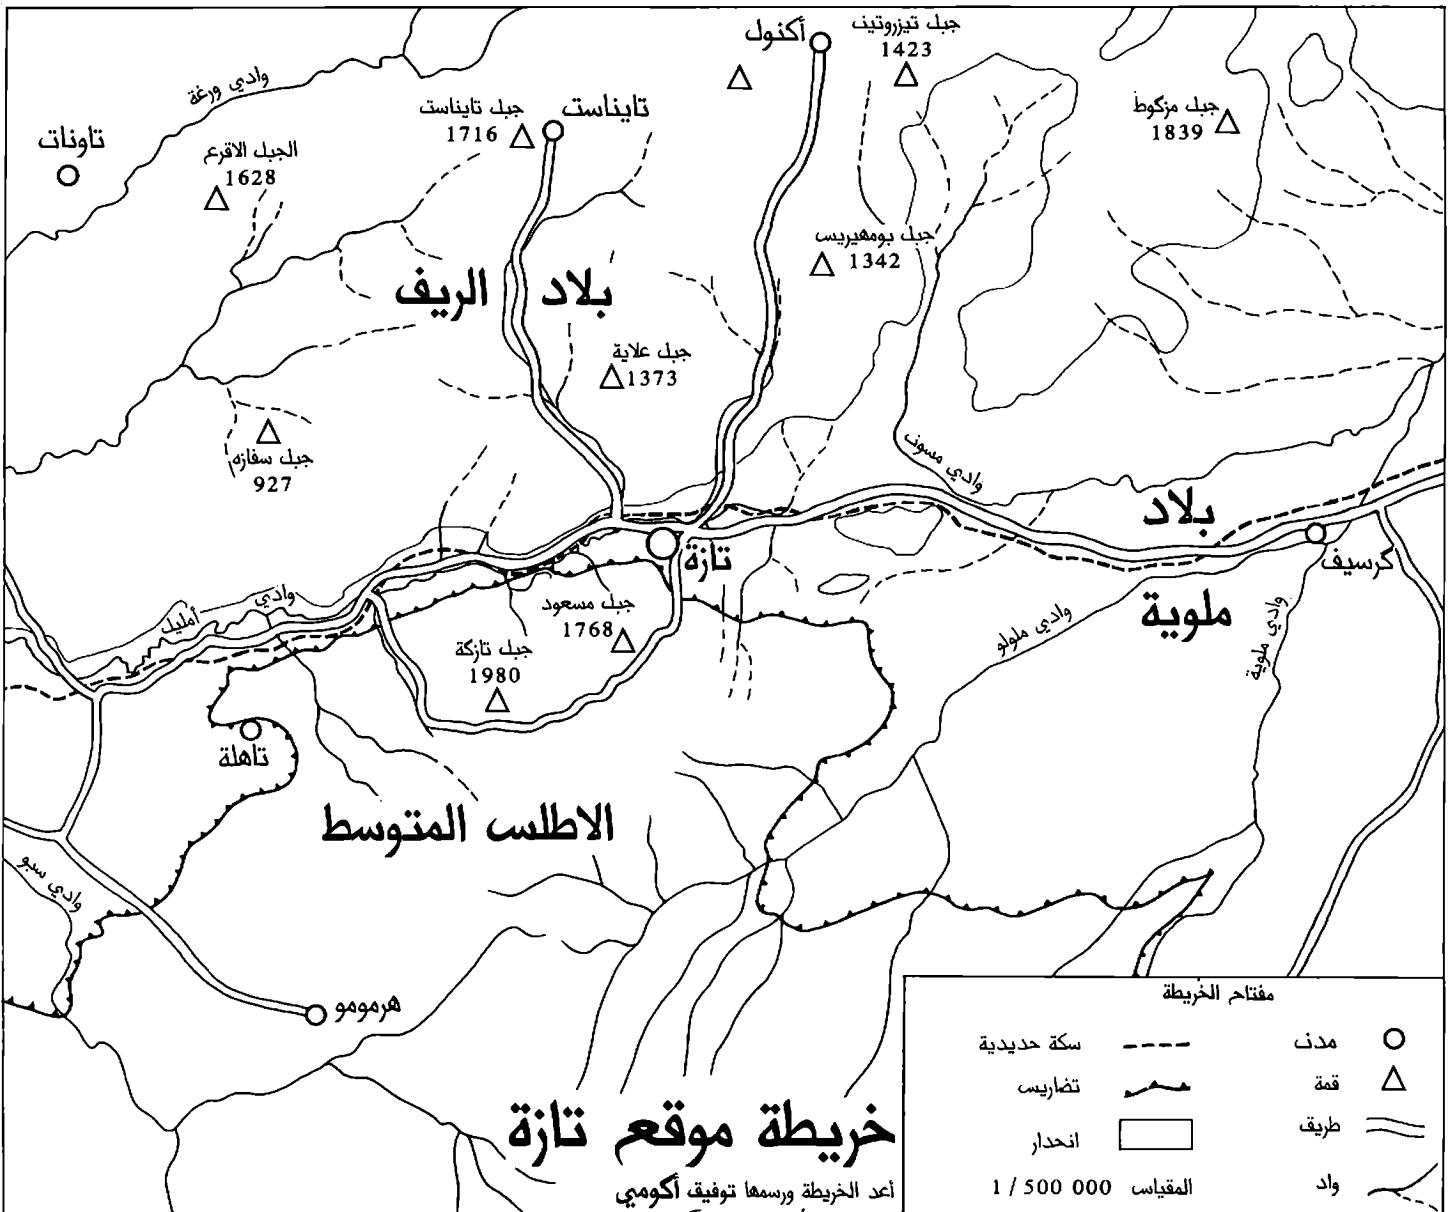 أكنول
جبل تيزروتين
1423
وادي ورغة
جبل تايناست
1716
تايناست
جبل مزكوط
1839
تاونات
الجبل الاقرع
1628
جبل بومهيريس
1342
بلاد الريف
جبل علاية
1373
جبل سفازه
927
وادي مسون
بلاد
ملوية
تازة
كرسيف
وادي أمليل
جبل مسعود
1768
وادي ملولو
وادي ملوية
جبل تازكة
1980
تاهلة
الاطلس المتوسط
وادي سبو
هرمومو
خريطة موقع تازة
أعد الخريطة ورسمها توفيق أكومي
مفتاح الخريطة
مدن
سكة حديدية
قمة
تضاريس
طريق
انحدار
واد
المقياس 1 / 500 000